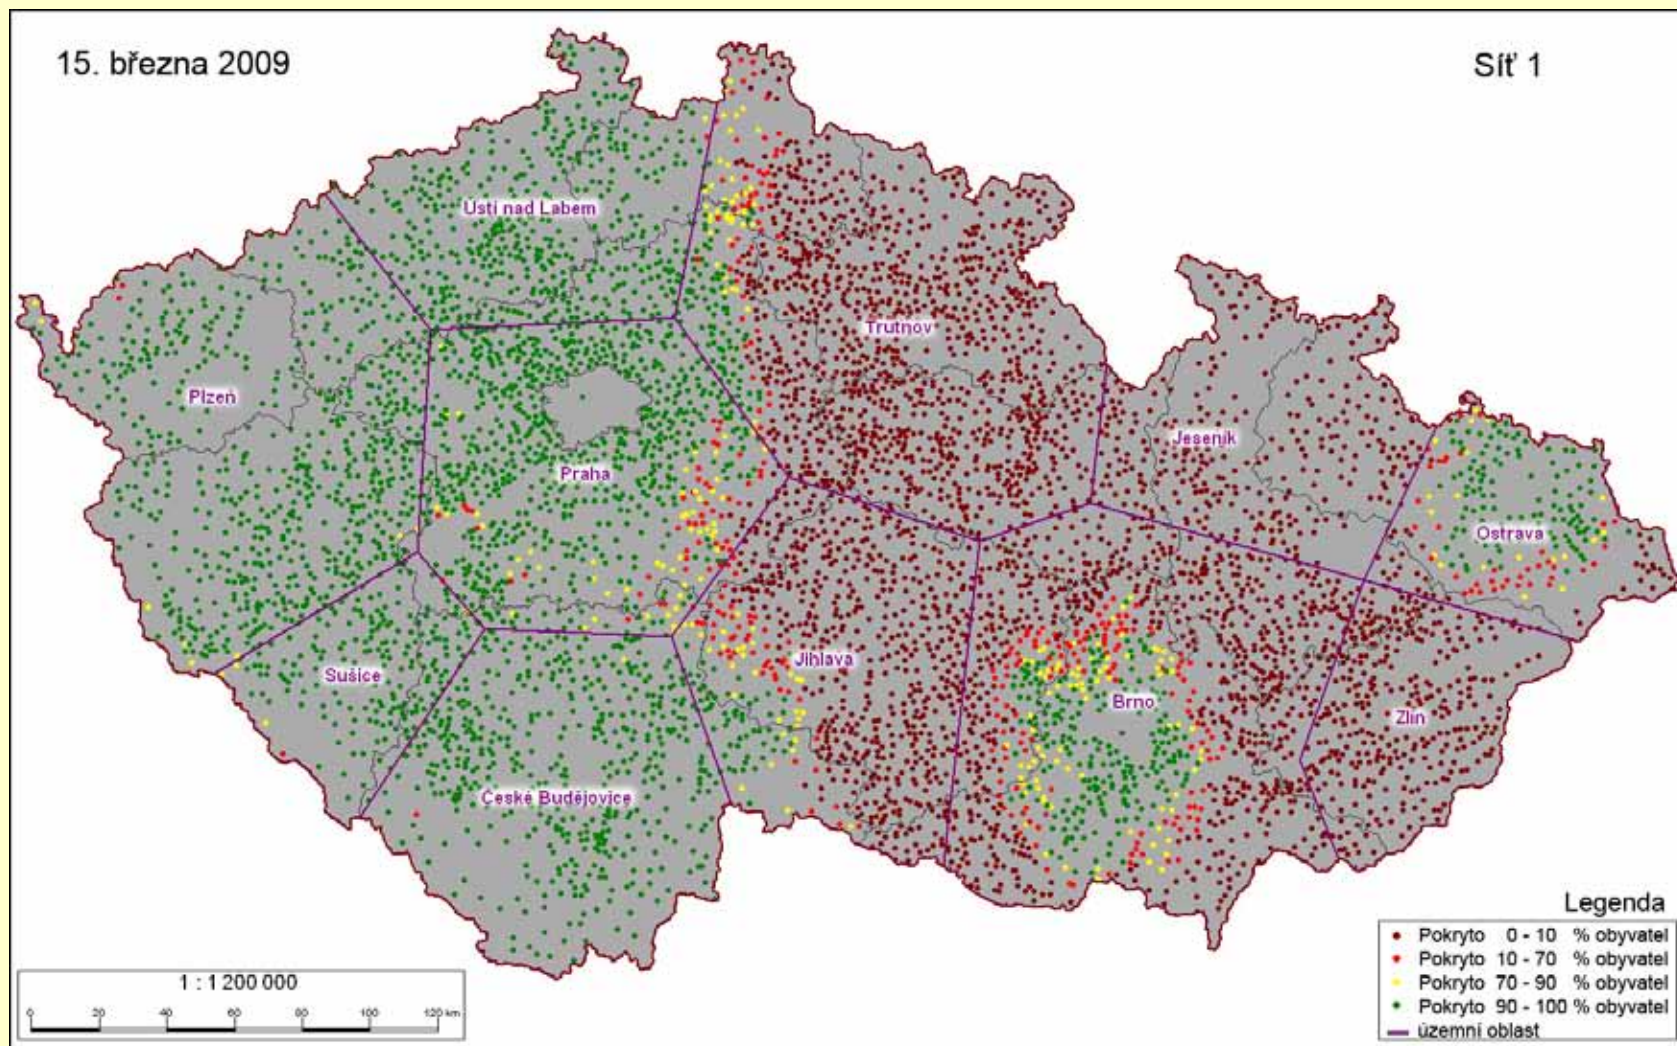 15. března 2009
Síť 1
Ústí nad Labem
Trutnov
Plzeň
Jeseník
Praha
Ostrava
Jihlava
Sušice
Brno
Zlín
České Budějovice
Legenda
Pokryto 0 - 10 % obyvatel
Pokryto 10 - 70 % obyvatel
Pokryto 70 - 90 % obyvatel
Pokryto 90 - 100 % obyvatel
územní oblast
1 : 1 200 000
0 20 40 60 80 100 120 km